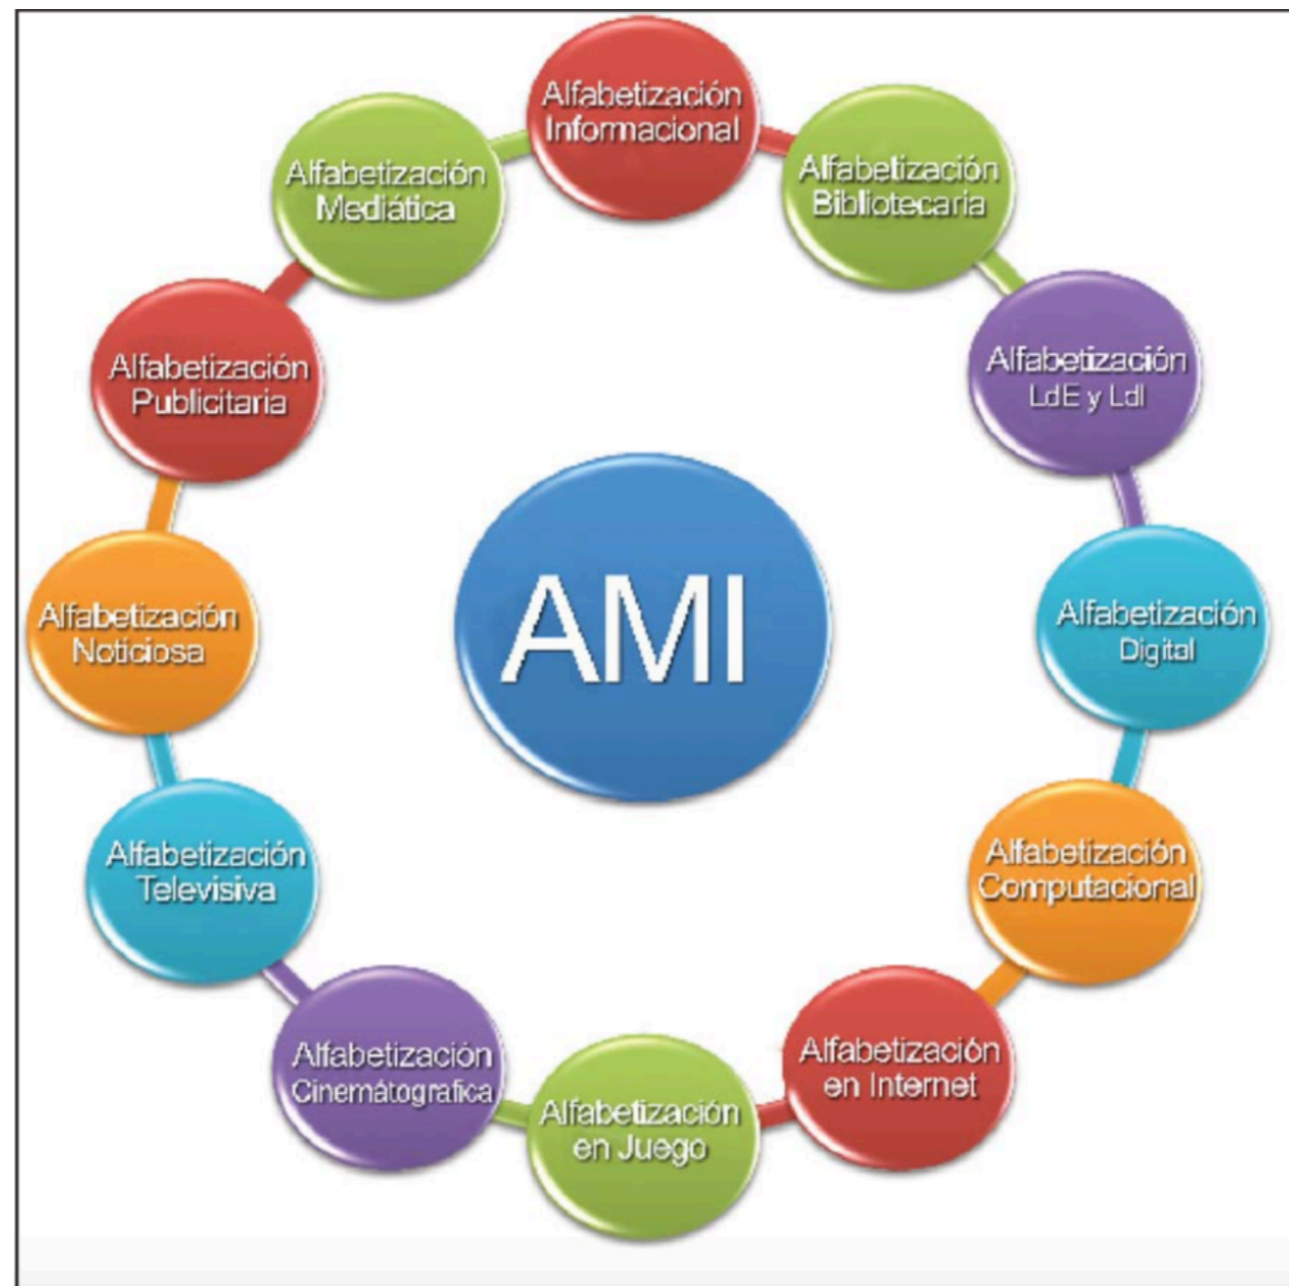 Alfabetización
Informacional
Alfabetización
Bibliotecaria
Alfabetización
LdE y LdI
Alfabetización
Digital
Alfabetización
Computacional
Alfabetización
en Internet
Alfabetización
en Juego
Alfabetización
Cinemátografica
Alfabetización
Televisiva
Alfabetización
Noticiosa
Alfabetización
Publicitaria
Alfabetización
Mediática
AMI